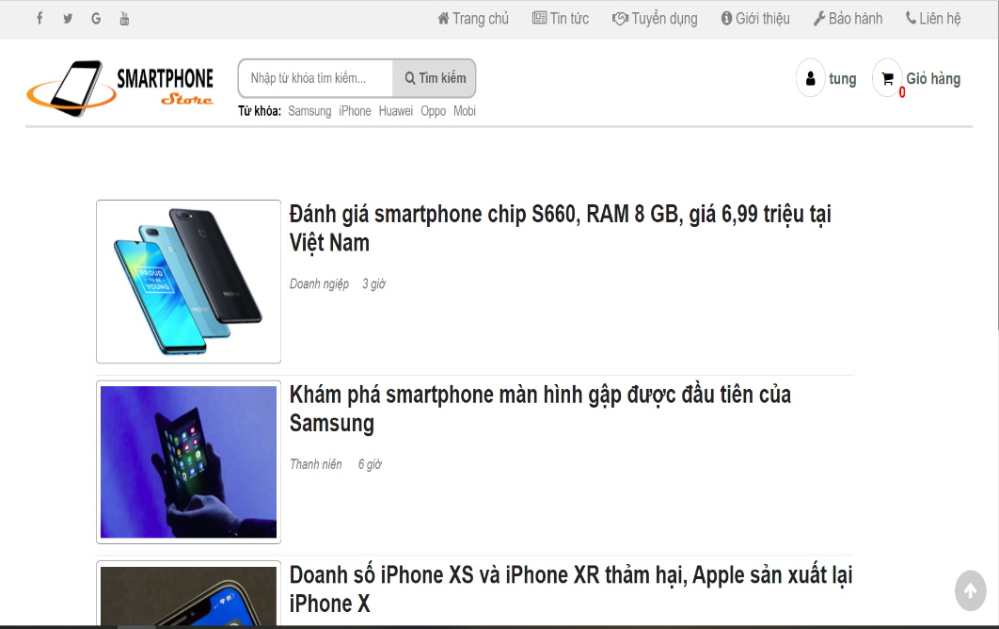 Trang chủ Tin tức Tuyển dụng Giới thiệu Bảo hành Liên hệ
SMARTPHONE
Store
Nhập từ khóa tìm kiếm... Tìm kiếm
tung
Giỏ hàng
0
Từ khóa: Samsung iPhone Huawei Oppo Mobi
Đánh giá smartphone chip S660, RAM 8 GB, giá 6,99 triệu tại
Việt Nam
Doanh ngiệp 3 giờ
PROUD
TO BE
YOUNG
realme
realme
Khám phá smartphone màn hình gập được đầu tiên của
Samsung
Thanh niên 6 giờ
Doanh số iPhone XS và iPhone XR thảm hại, Apple sản xuất lại
iPhone X